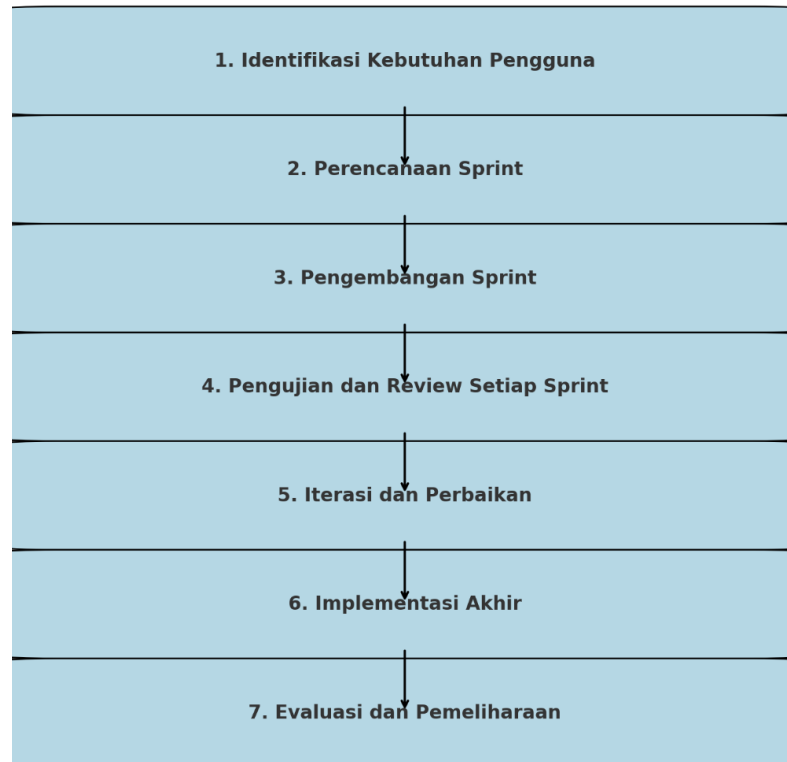 1. Identifikasi Kebutuhan Pengguna
2. Perencanaan Sprint
3. Pengembangan Sprint
4. Pengujian dan Review Setiap Sprint
5. Iterasi dan Perbaikan
6. Implementasi Akhir
7. Evaluasi dan Pemeliharaan